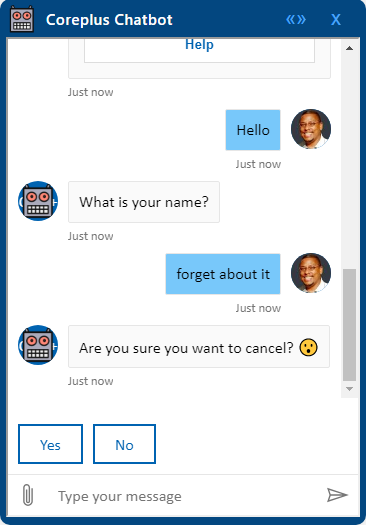 Coreplus Chatbot «» X
Help
Just now
Hello
Just now
What is your name?
Just now
forget about it
Just now
Are you sure you want to cancel? 😮
Just now
Yes No
Type your message